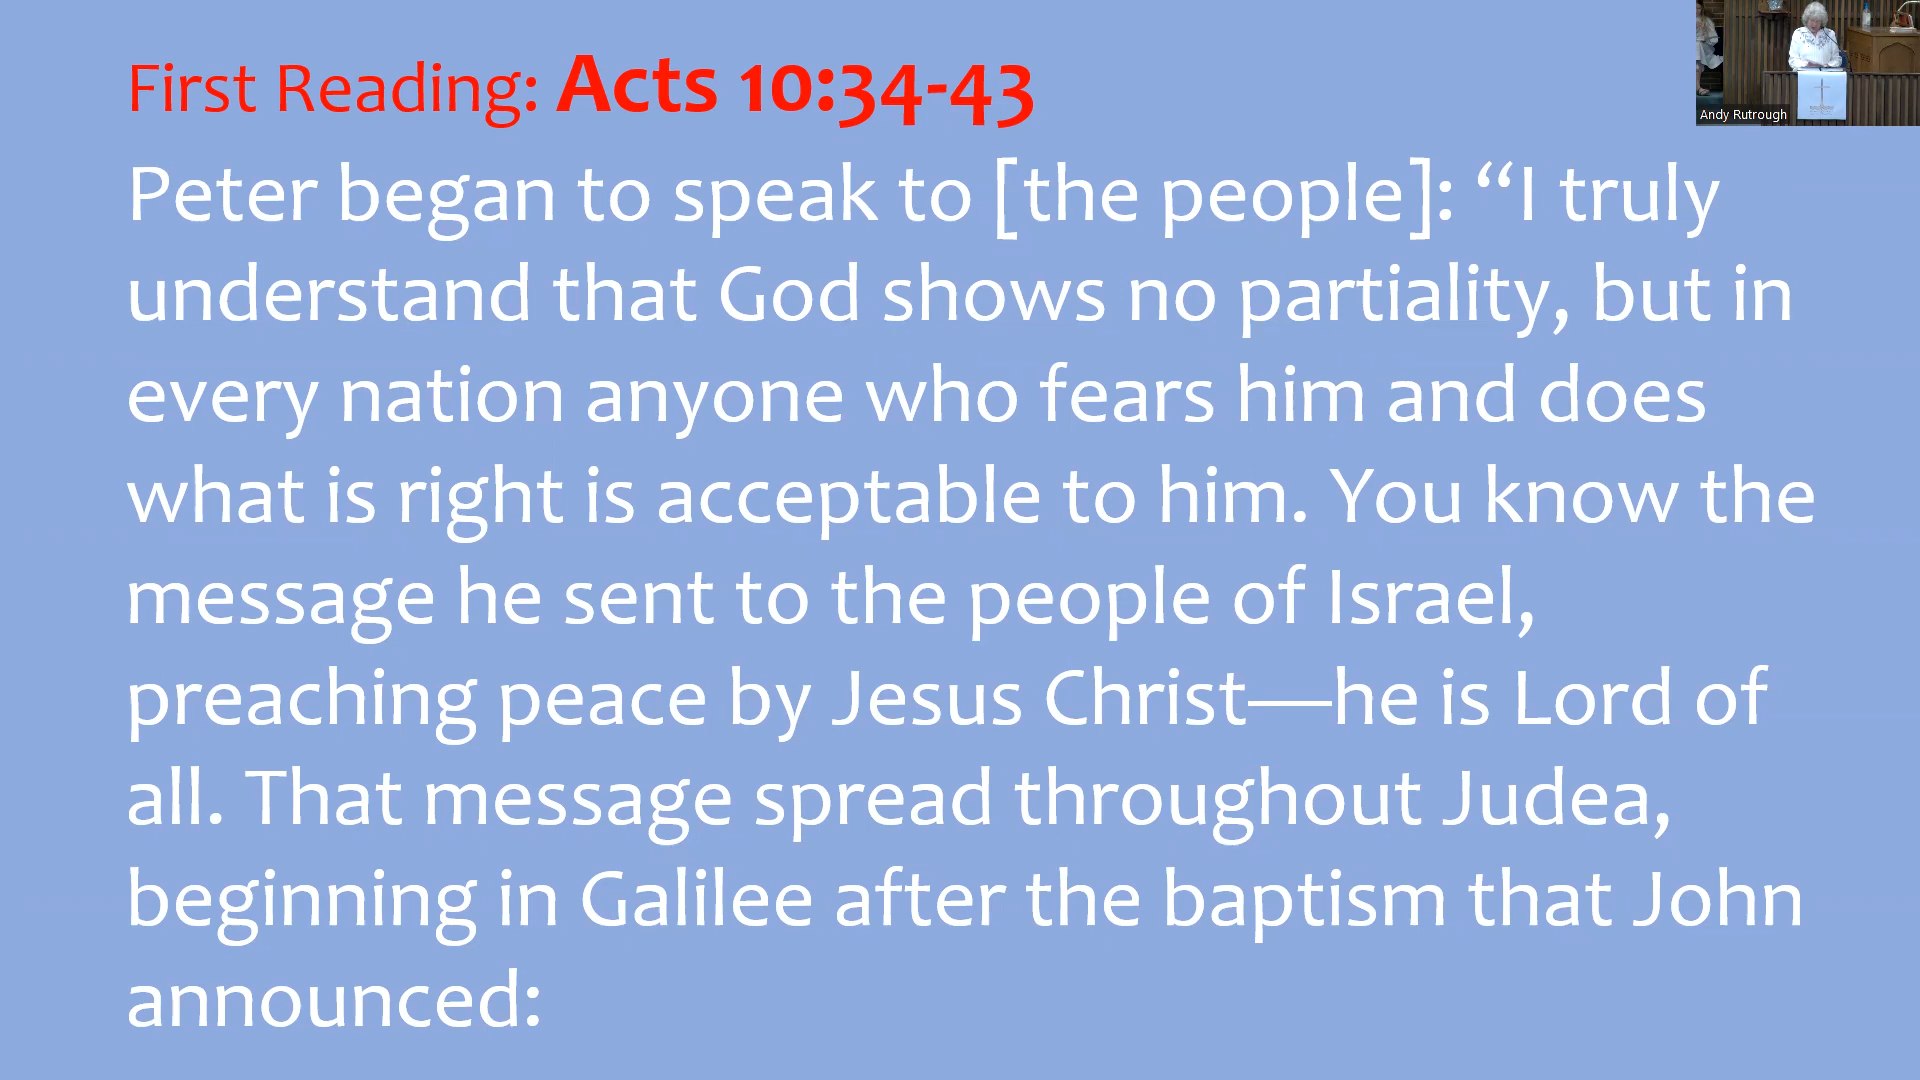 First Reading: Acts 10:34-43
Peter began to speak to [the people]: “I truly
understand that God shows no partiality, but in
every nation anyone who fears him and does
what is right is acceptable to him. You know the
message he sent to the people of Israel,
preaching peace by Jesus Christ—he is Lord of
all. That message spread throughout Judea,
beginning in Galilee after the baptism that John
announced:
Andy Rutrough